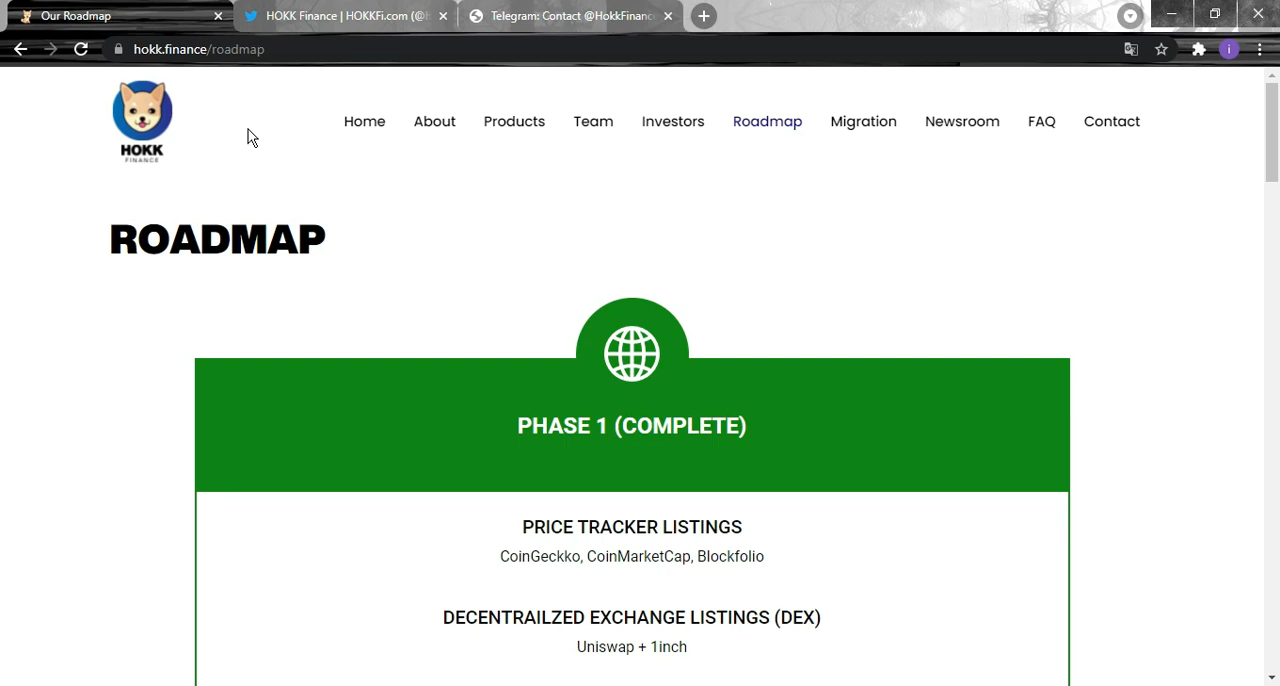 Our Roadmap
HOKK Finance | HOKKFi.com (@h
Telegram: Contact @HokkFinanc
hokk.finance/roadmap
i
HOKK
FINANCE
Home
About
Products
Team
Investors
Roadmap
Migration
Newsroom
FAQ
Contact
ROADMAP
PHASE 1 (COMPLETE)
PRICE TRACKER LISTINGS
CoinGeckko, CoinMarketCap, Blockfolio
DECENTRAILZED EXCHANGE LISTINGS (DEX)
Uniswap + 1inch